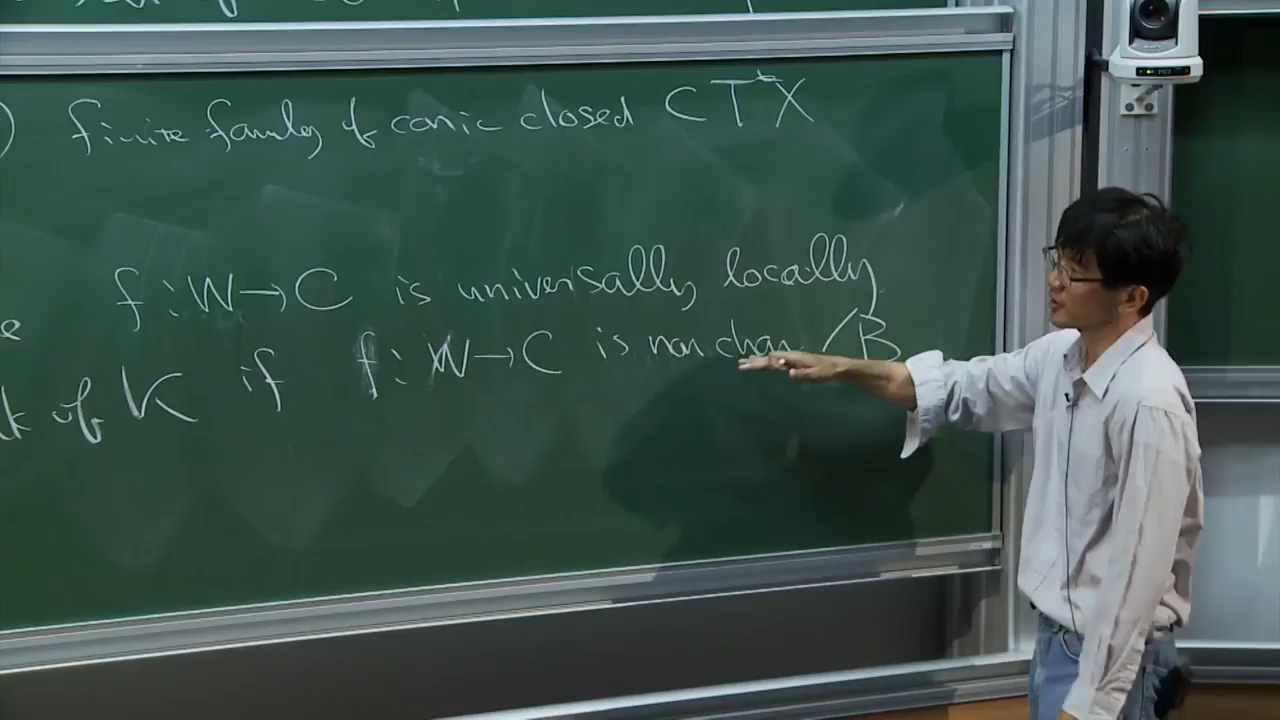 ) finite family of conic closed ⊂ T*X
f : W → C is universally locally
e
k of K if f : W → C is non char /B